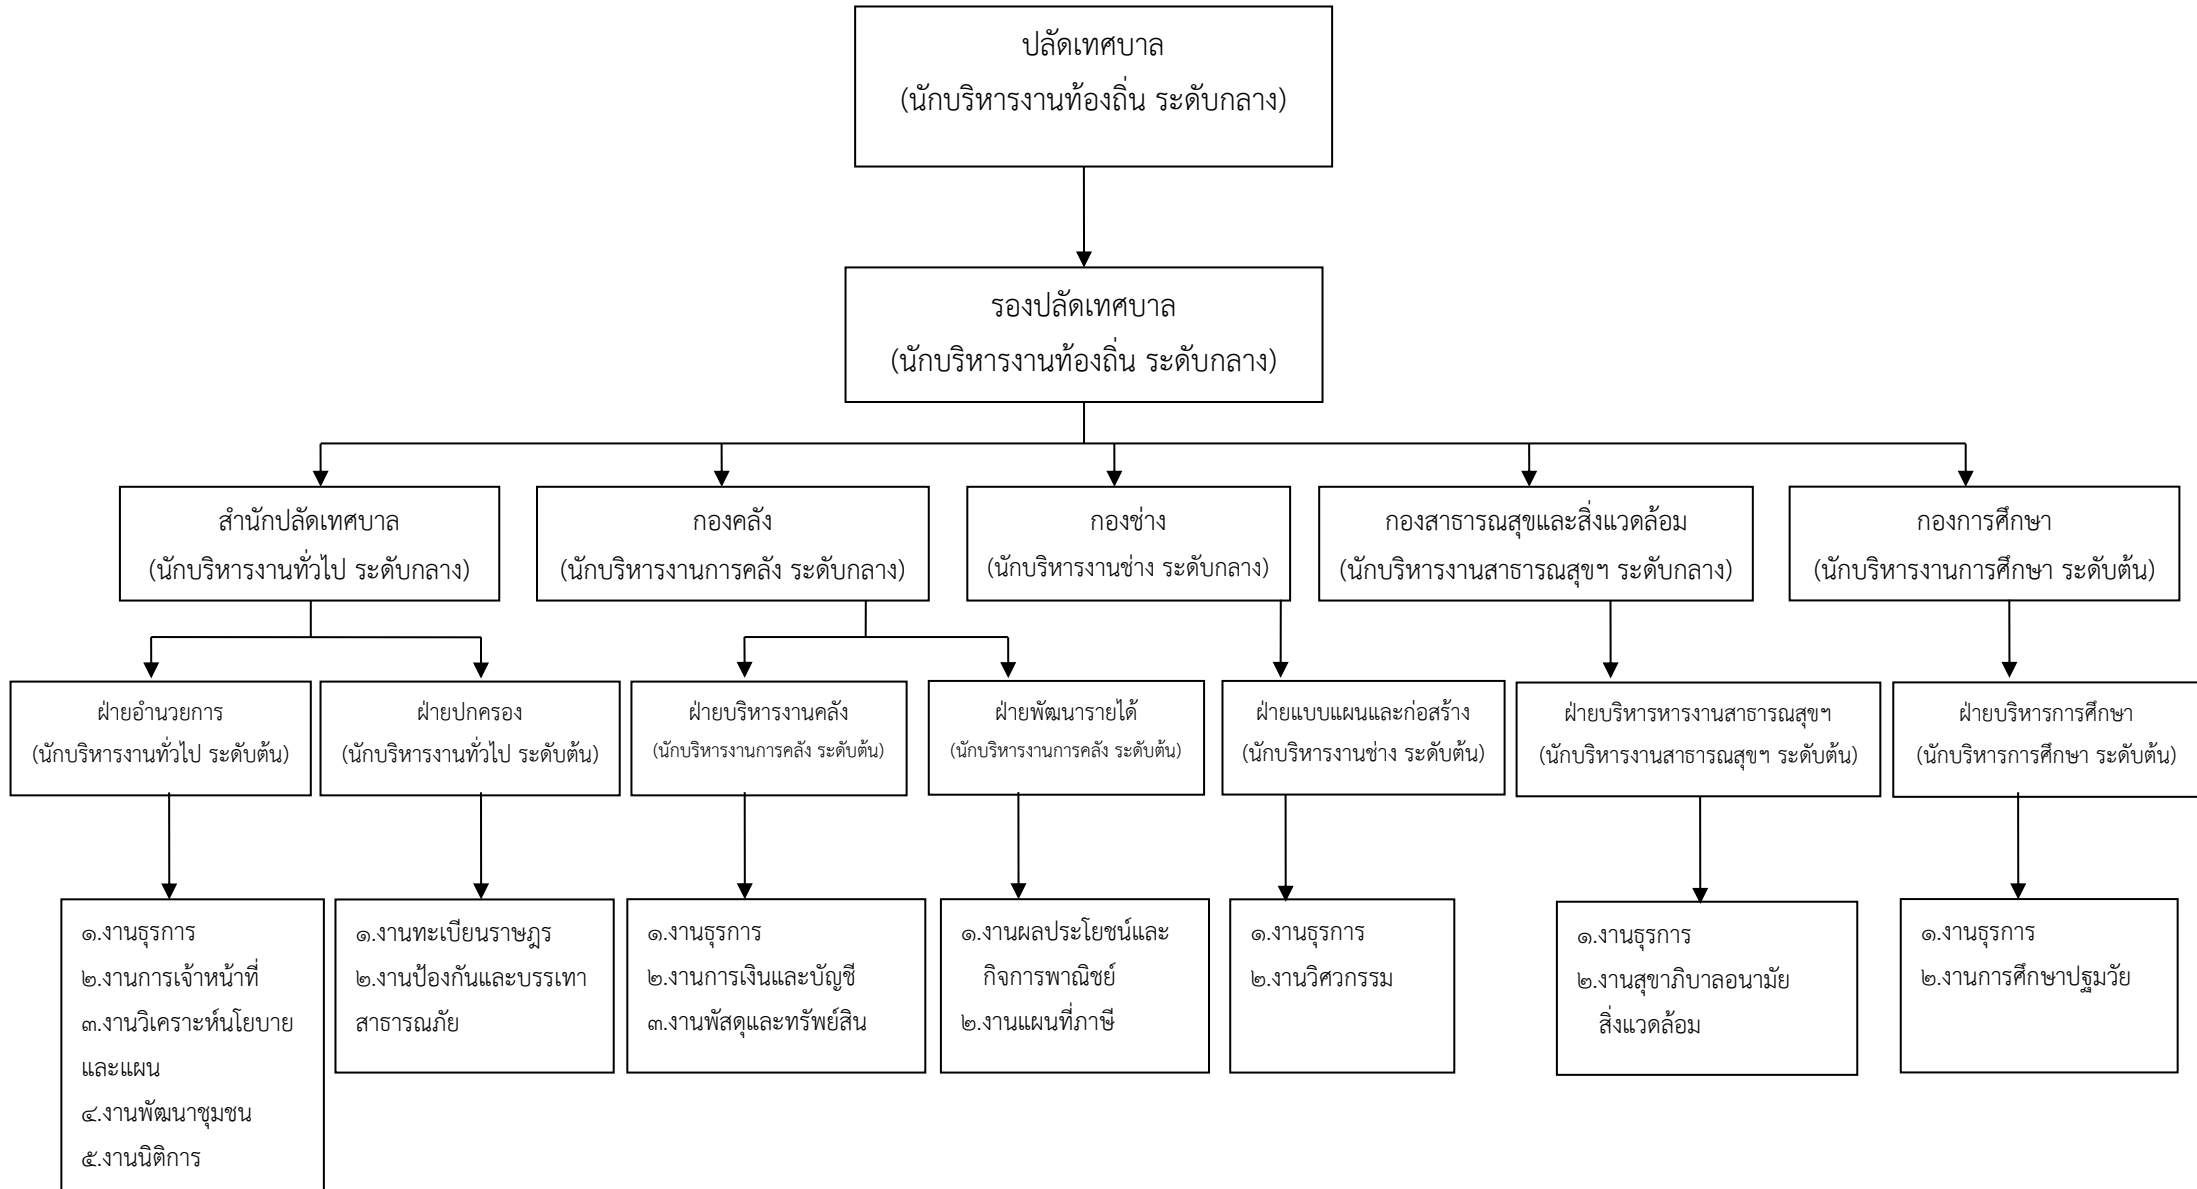 ปลัดเทศบาล
(นักบริหารงานท้องถิ่น ระดับกลาง)
รองปลัดเทศบาล
(นักบริหารงานท้องถิ่น ระดับกลาง)
สำนักปลัดเทศบาล
(นักบริหารงานทั่วไป ระดับกลาง)
กองคลัง
(นักบริหารงานการคลัง ระดับกลาง)
กองช่าง
(นักบริหารงานช่าง ระดับกลาง)
กองสาธารณสุขและสิ่งแวดล้อม
(นักบริหารงานสาธารณสุขฯ ระดับกลาง)
กองการศึกษา
(นักบริหารงานการศึกษา ระดับต้น)
ฝ่ายอำนวยการ
(นักบริหารงานทั่วไป ระดับต้น)
ฝ่ายปกครอง
(นักบริหารงานทั่วไป ระดับต้น)
ฝ่ายบริหารงานคลัง
(นักบริหารงานการคลัง ระดับต้น)
ฝ่ายพัฒนารายได้
(นักบริหารงานการคลัง ระดับต้น)
ฝ่ายแบบแผนและก่อสร้าง
(นักบริหารงานช่าง ระดับต้น)
ฝ่ายบริหารหารงานสาธารณสุขฯ
(นักบริหารงานสาธารณสุขฯ ระดับต้น)
ฝ่ายบริหารการศึกษา
(นักบริหารการศึกษา ระดับต้น)
๑.งานธุรการ
๒.งานการเจ้าหน้าที่
๓.งานวิเคราะห์นโยบาย
และแผน
๔.งานพัฒนาชุมชน
๕.งานนิติการ
๑.งานทะเบียนราษฎร
๒.งานป้องกันและบรรเทา
สาธารณภัย
๑.งานธุรการ
๒.งานการเงินและบัญชี
๓.งานพัสดุและทรัพย์สิน
๑.งานผลประโยชน์และ
กิจการพาณิชย์
๒.งานแผนที่ภาษี
๑.งานธุรการ
๒.งานวิศวกรรม
๑.งานธุรการ
๒.งานสุขาภิบาลอนามัย
สิ่งแวดล้อม
๑.งานธุรการ
๒.งานการศึกษาปฐมวัย